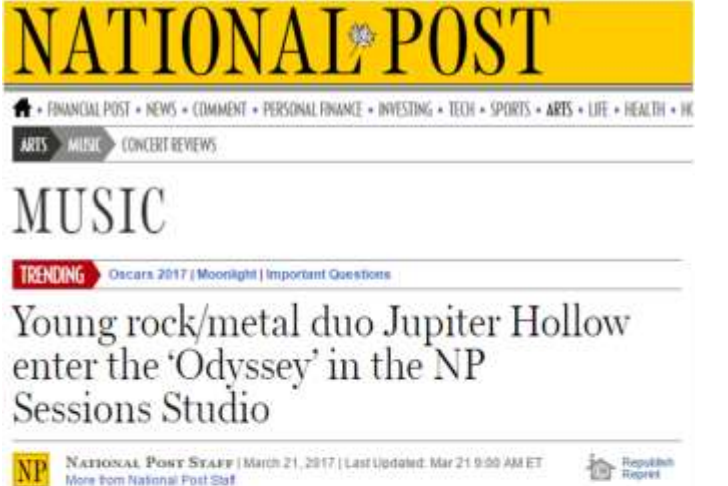 NATIONAL POST
• FINANCIAL POST • NEWS • COMMENT • PERSONAL FINANCE • INVESTING • TECH • SPORTS • ARTS • LIFE • HEALTH •
ARTS MUSIC CONCERT REVIEWS
MUSIC
TRENDING Oscars 2017 | Moonlight | Important Questions
Young rock/metal duo Jupiter Hollow
enter the ‘Odyssey’ in the NP
Sessions Studio
NP NATIONAL POST STAFF | March 21, 2017 | Last Updated: Mar 21 9:00 AM ET Republish
More from National Post Staff Reprint